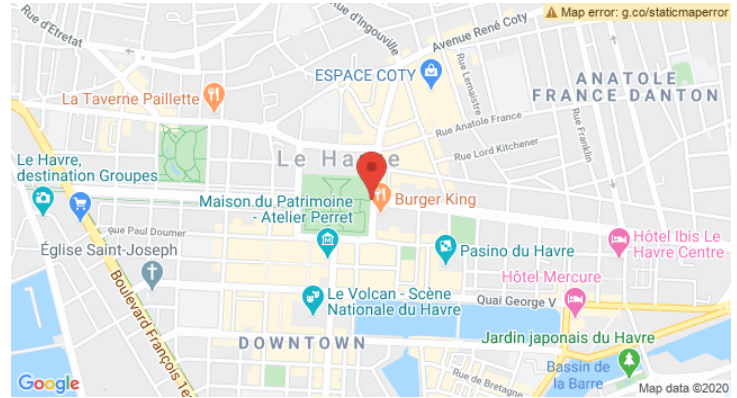 Map error: g.co/staticmaperror
Rue d'Etretat
Rue d'Ingouville
Avenue René Coty
ESPACE COTY
Rue Lemaistre
ANATOLE
FRANCE DANTON
La Taverne Paillette
Rue Anatole France
Rue Franklin
Rue Lord Kitchener
Le Havre
Le Havre,
destination Groupes
Maison du Patrimoine
- Atelier Perret
Burger King
Rue Paul Doumer
Église Saint-Joseph
Pasino du Havre
Hôtel Ibis Le
Havre Centre
Hôtel Mercure
Boulevard François 1er
Le Volcan - Scène
Nationale du Havre
Quai George V
DOWNTOWN
Jardin japonais du Havre
Bassin de
la Barre
Rue de Bretagne
Google
Map data ©2020